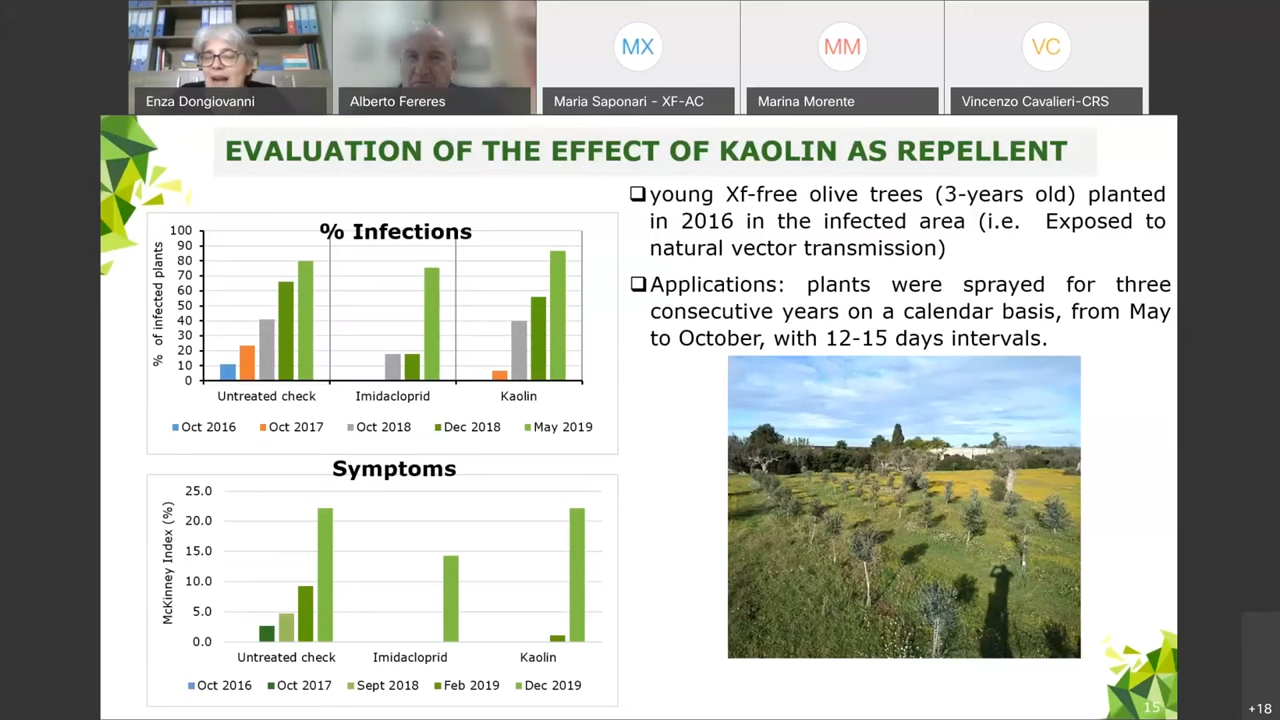 MX
MM
VC
Enza Dongiovanni
Alberto Fereres
Maria Saponari - XF-AC
Marina Morente
Vincenzo Cavalieri-CRS
EVALUATION OF THE EFFECT OF KAOLIN AS REPELLENT
❑young Xf-free olive trees (3-years old) planted
in 2016 in the infected area (i.e. Exposed to
natural vector transmission)
❑Applications: plants were sprayed for three
consecutive years on a calendar basis, from May
to October, with 12-15 days intervals.
% Infections
% of infected plants
100
90
80
70
60
50
40
30
20
10
0
Untreated check
Imidacloprid
Kaolin
Oct 2016
Oct 2017
Oct 2018
Dec 2018
May 2019
Symptoms
McKinney Index (%)
25.0
20.0
15.0
10.0
5.0
0.0
Untreated check
Imidacloprid
Kaolin
Oct 2016
Oct 2017
Sept 2018
Feb 2019
Dec 2019
15
+18